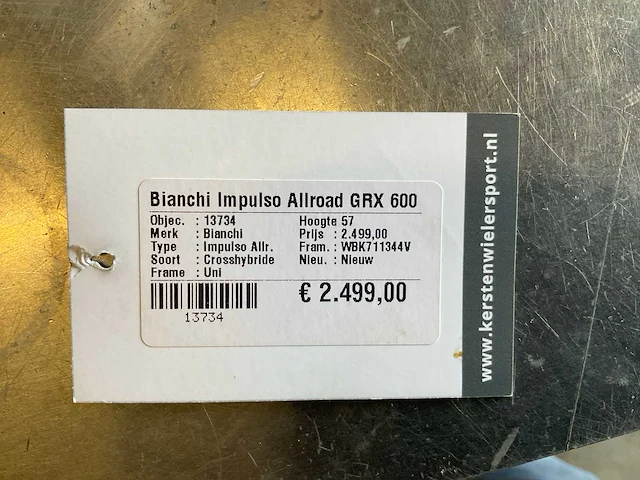 Bianchi Impulso Allroad GRX 600
Objec. : 13734 Hoogte 57
Merk : Bianchi Prijs : 2.499,00
Type : Impulso Allr. Fram. : WBK711344V
Soort : Crosshybride Nieu. : Nieuw
Frame : Uni
€ 2.499,00
13734
www.kerstenwielersport.nl